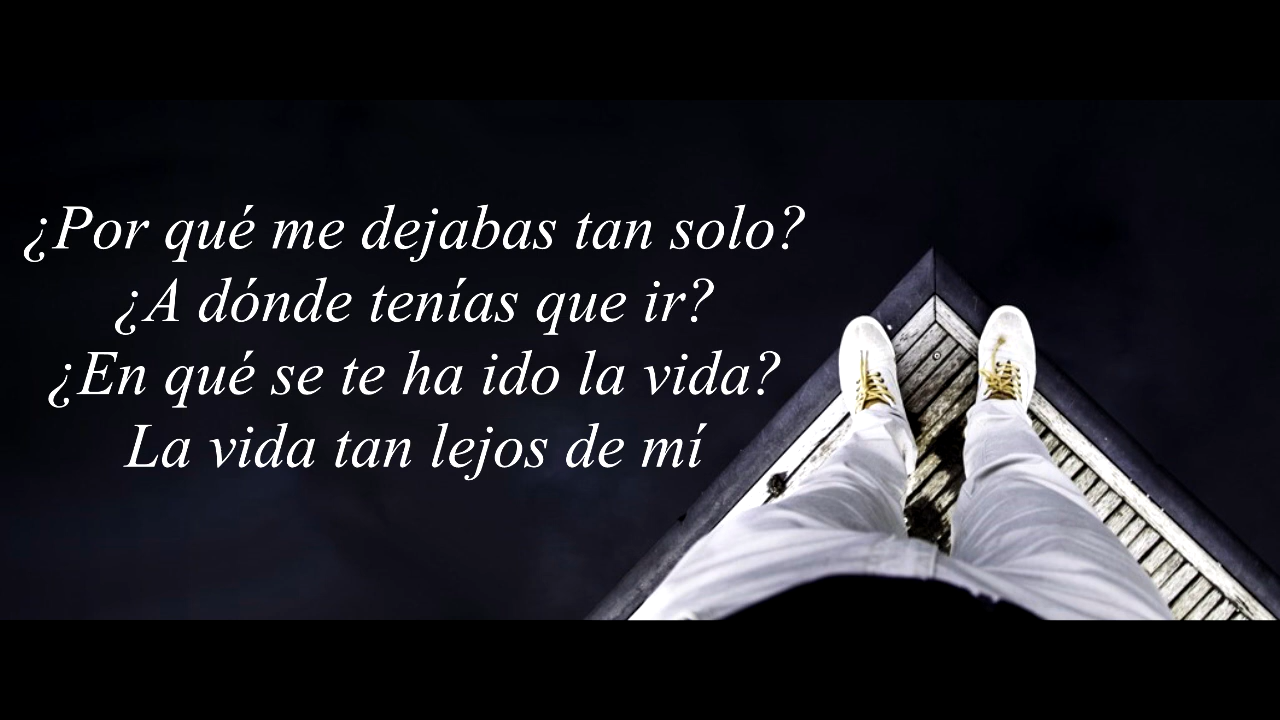 ¿Por qué me dejabas tan solo?
¿A dónde tenías que ir?
¿En qué se te ha ido la vida?
La vida tan lejos de mí